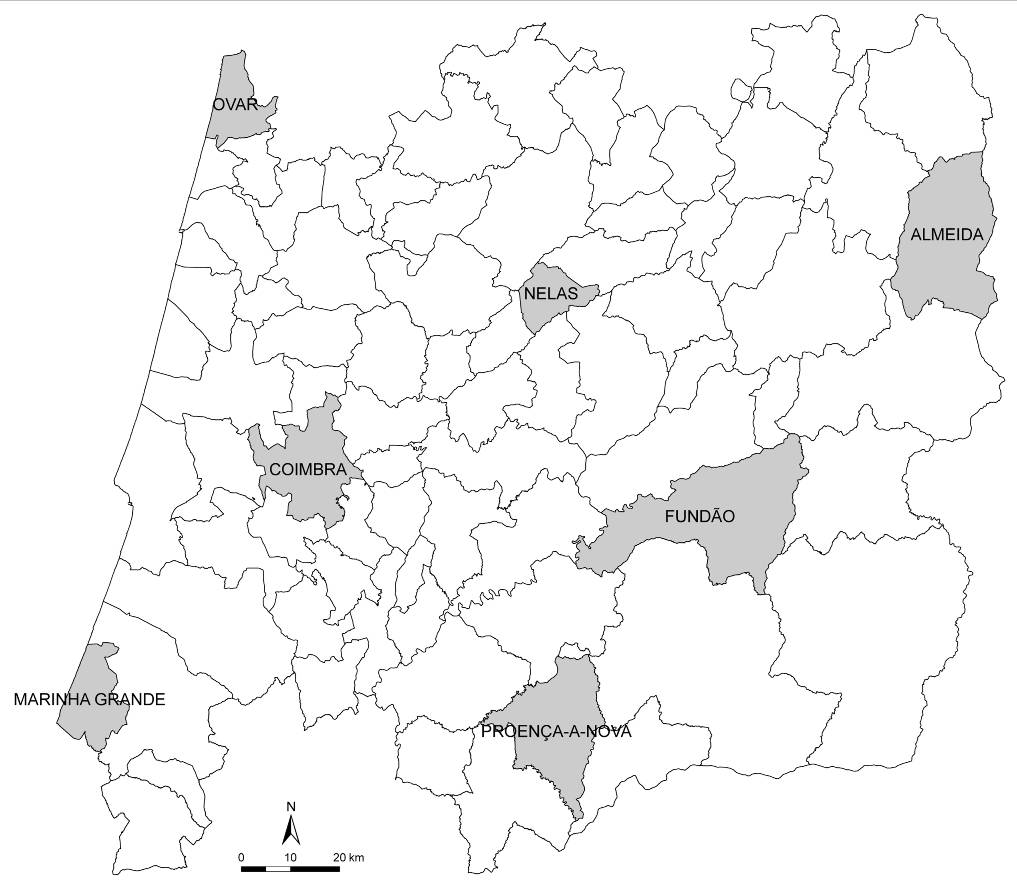 OVAR
ALMEIDA
NELAS
COIMBRA
FUNDÃO
MARINHA GRANDE
PROENÇA-A-NOVA
N
0 10 20 km